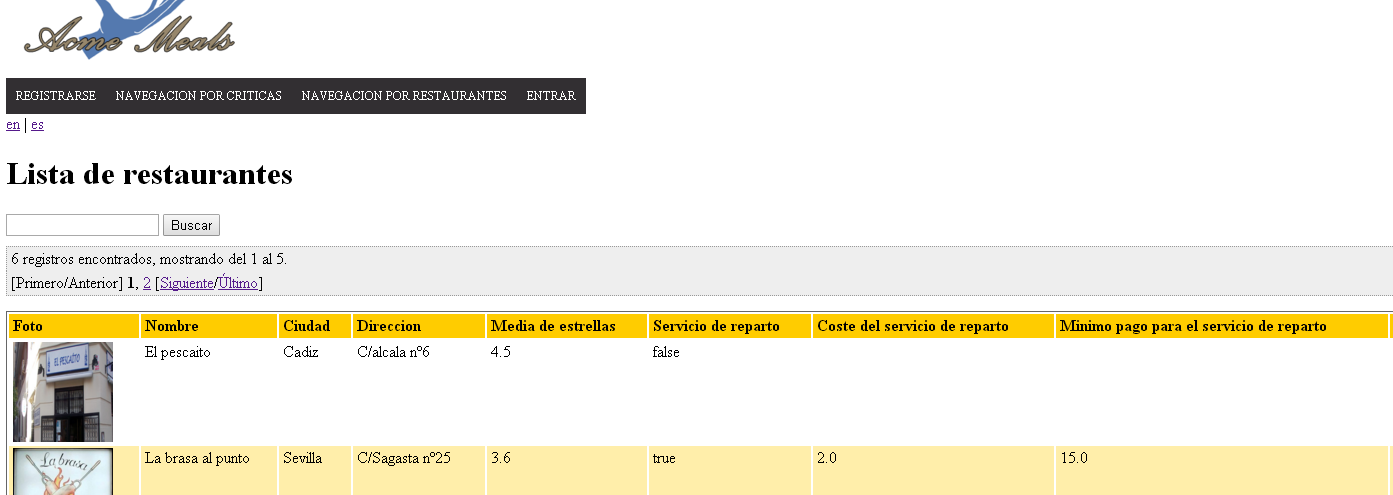 Acme Meals
REGISTRARSE NAVEGACION POR CRITICAS NAVEGACION POR RESTAURANTES ENTRAR
en | es
Lista de restaurantes
Buscar
6 registros encontrados, mostrando del 1 al 5.
[Primero/Anterior] 1, 2 [Siguiente/Último]
Foto Nombre Ciudad Direccion Media de estrellas Servicio de reparto Coste del servicio de reparto Minimo pago para el servicio de reparto
EL PESCAÍTO
El pescaito Cadiz C/alcala nº6 4.5 false
La brasa
La brasa al punto Sevilla C/Sagasta nº25 3.6 true 2.0 15.0